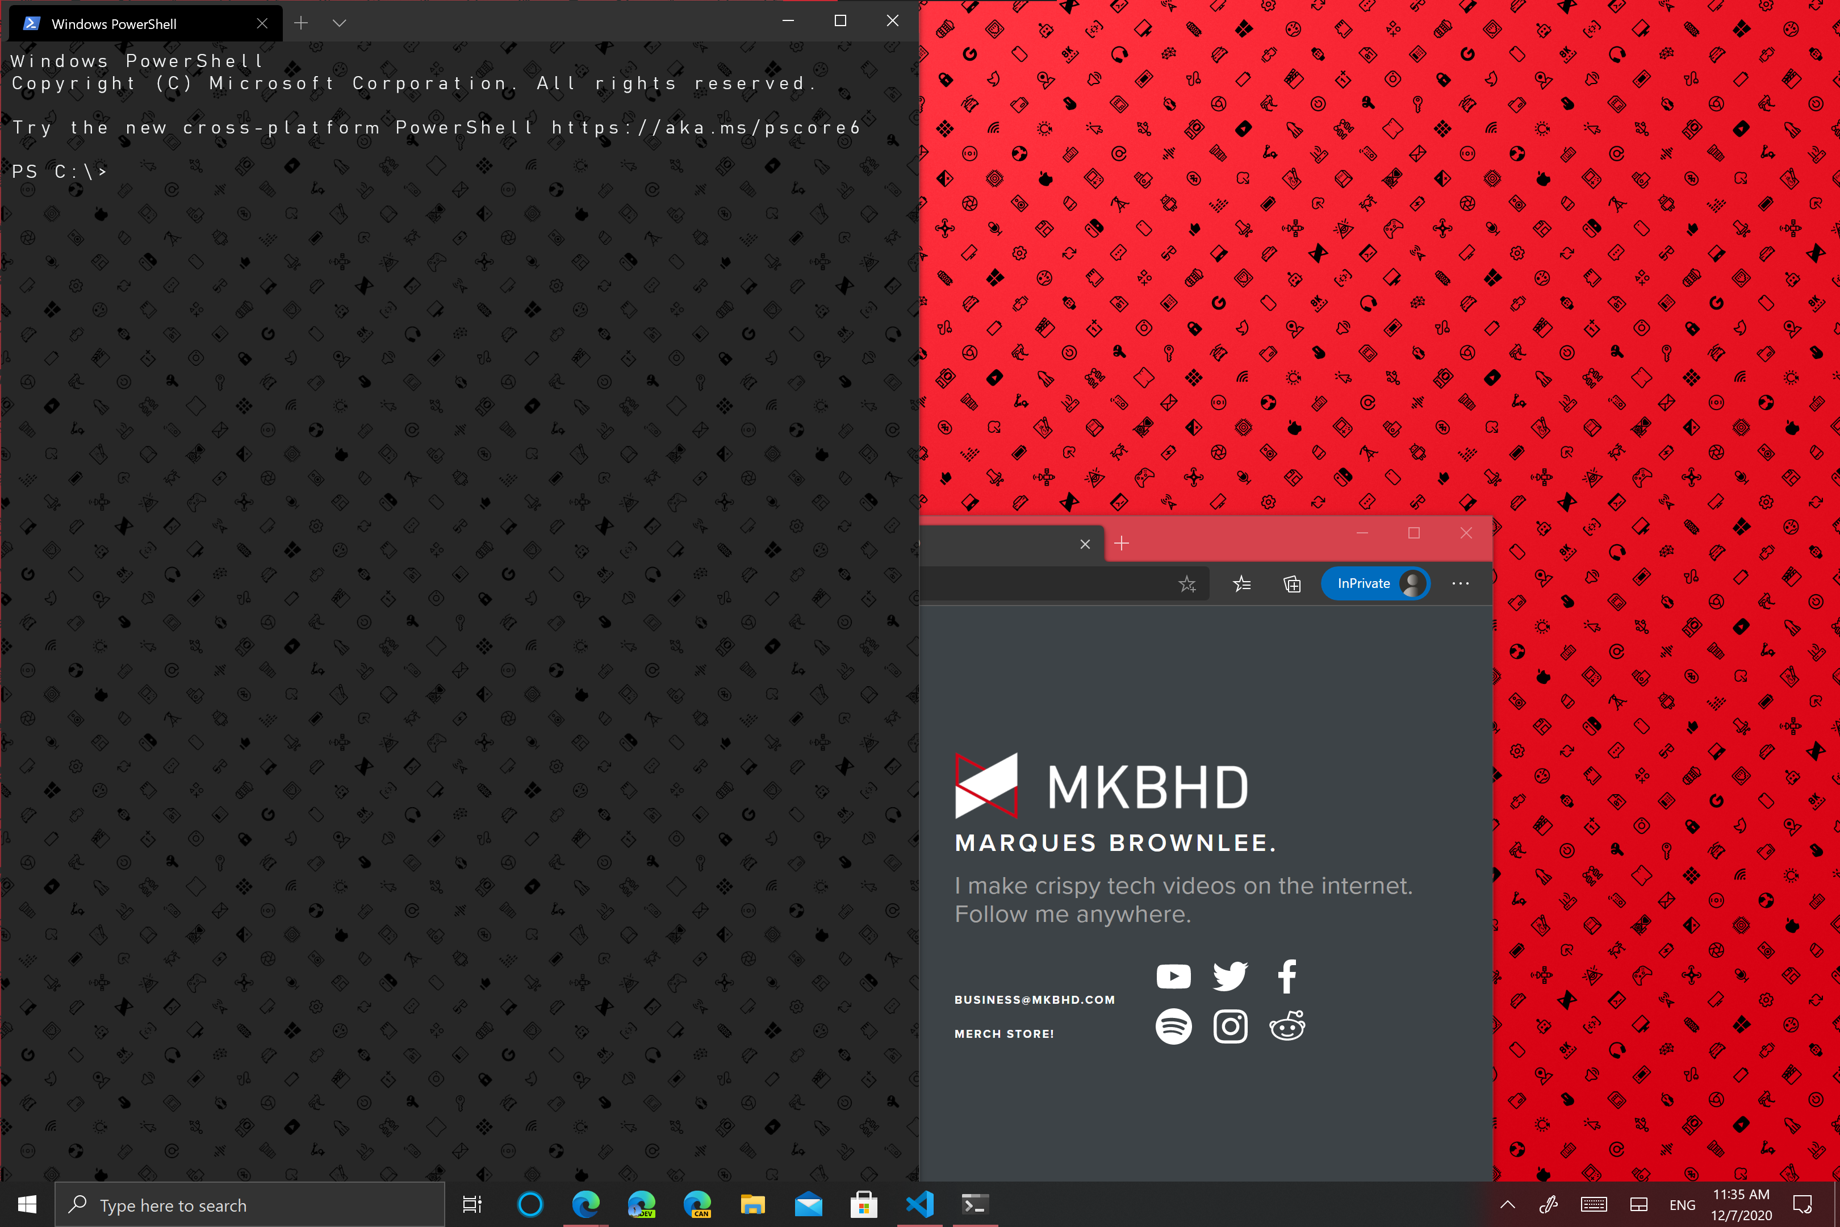 Windows PowerShell
Windows PowerShell
Copyright (C) Microsoft Corporation. All rights reserved.
Try the new cross-platform PowerShell https://aka.ms/pscore6
PS C:\>
InPrivate
MKBHD
MARQUES BROWNLEE.
I make crispy tech videos on the internet.
Follow me anywhere.
BUSINESS@MKBHD.COM
MERCH STORE!
Type here to search
DEV
CAN
ENG
11:35 AM
12/7/2020